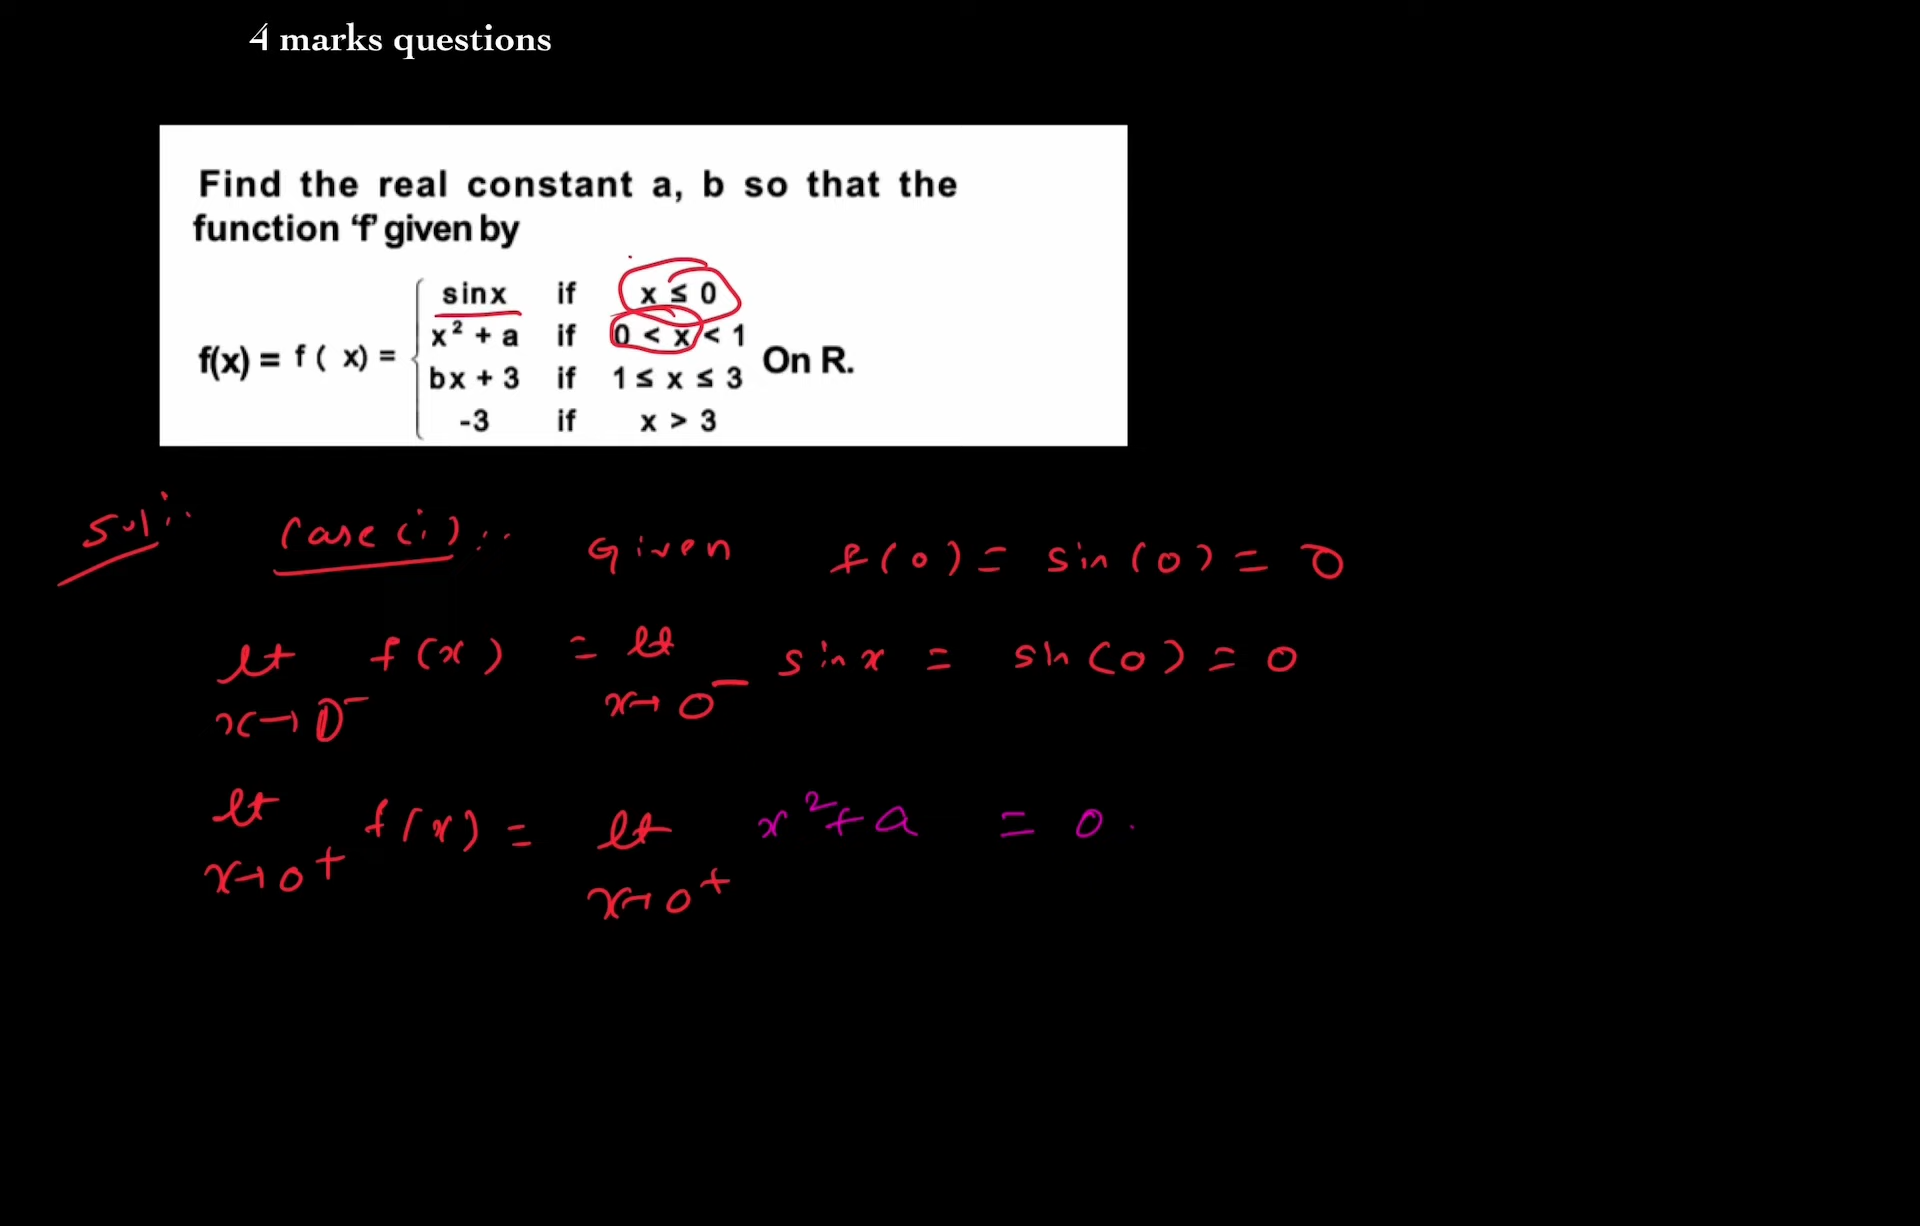 4 marks questions
Find the real constant a, b so that the
function ‘f’ given by
sinx if x ≤ 0
x² + a if 0 < x < 1
f(x) = f ( x) = On R.
bx + 3 if 1 ≤ x ≤ 3
-3 if x > 3
Sol:. Case (i) :. Given f(0) = sin(0) = 0
lt f(x) = lt sinx = sin(0) = 0
x→0⁻ x→0⁻
lt f(x) = lt x²+a = 0.
x→0+ x→0+